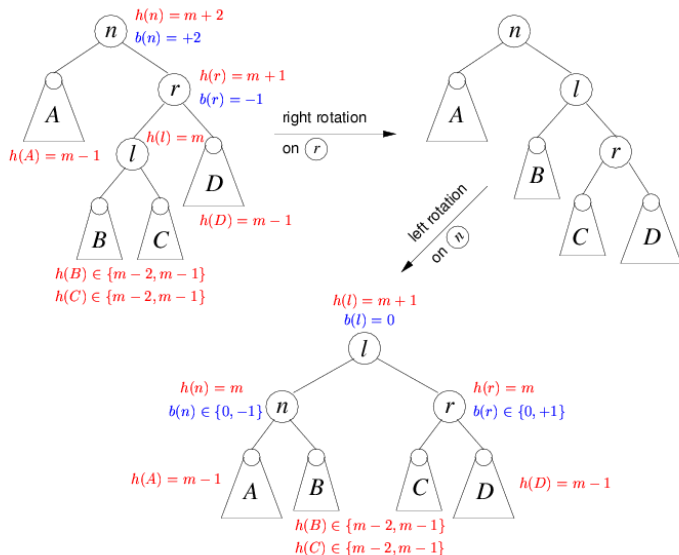 h(n) = m + 2
n
b(n) = +2
h(r) = m + 1
r
b(r) = −1
A
h(l) = m
h(A) = m − 1
l
D
h(D) = m − 1
B
C
h(B) ∈ {m − 2, m − 1}
h(C) ∈ {m − 2, m − 1}
right rotation
on r
n
l
A
r
B
C
D
left rotation
on n
h(l) = m + 1
b(l) = 0
l
h(n) = m
b(n) ∈ {0, −1}
n
h(r) = m
b(r) ∈ {0, +1}
r
h(A) = m − 1
A
B
C
D
h(D) = m − 1
h(B) ∈ {m − 2, m − 1}
h(C) ∈ {m − 2, m − 1}